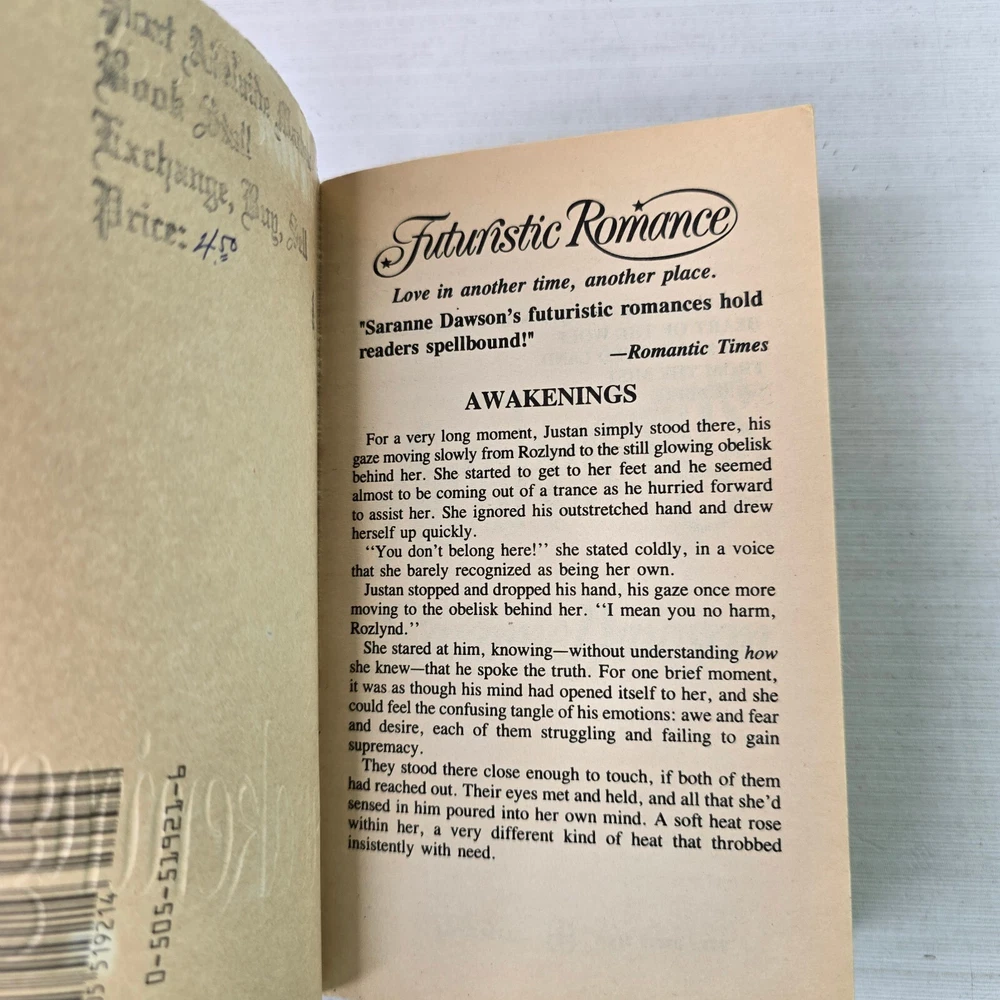 Book Stall
Exchange, Buy, Sell
Price: 4.50
519214
0-505-51921-6
Futuristic Romance
Love in another time, another place.
"Saranne Dawson's futuristic romances hold
readers spellbound!"
—Romantic Times
AWAKENINGS
For a very long moment, Justan simply stood there, his
gaze moving slowly from Rozlynd to the still glowing obelisk
behind her. She started to get to her feet and he seemed
almost to be coming out of a trance as he hurried forward
to assist her. She ignored his outstretched hand and drew
herself up quickly.
‘‘You don’t belong here!’’ she stated coldly, in a voice
that she barely recognized as being her own.
Justan stopped and dropped his hand, his gaze once more
moving to the obelisk behind her. ‘‘I mean you no harm,
Rozlynd.’’
She stared at him, knowing—without understanding how
she knew—that he spoke the truth. For one brief moment,
it was as though his mind had opened itself to her, and she
could feel the confusing tangle of his emotions: awe and fear
and desire, each of them struggling and failing to gain
supremacy.
They stood there close enough to touch, if both of them
had reached out. Their eyes met and held, and all that she’d
sensed in him poured into her own mind. A soft heat rose
within her, a very different kind of heat that throbbed
insistently with need.